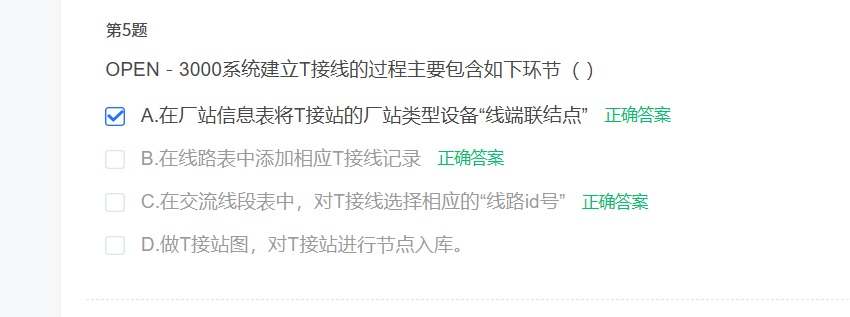 第5题
OPEN - 3000系统建立T接线的过程主要包含如下环节（ ）
A.在厂站信息表将T接站的厂站类型设备“线端联结点” 正确答案
B.在线路表中添加相应T接线记录 正确答案
C.在交流线段表中，对T接线选择相应的“线路id号” 正确答案
D.做T接站图，对T接站进行节点入库。